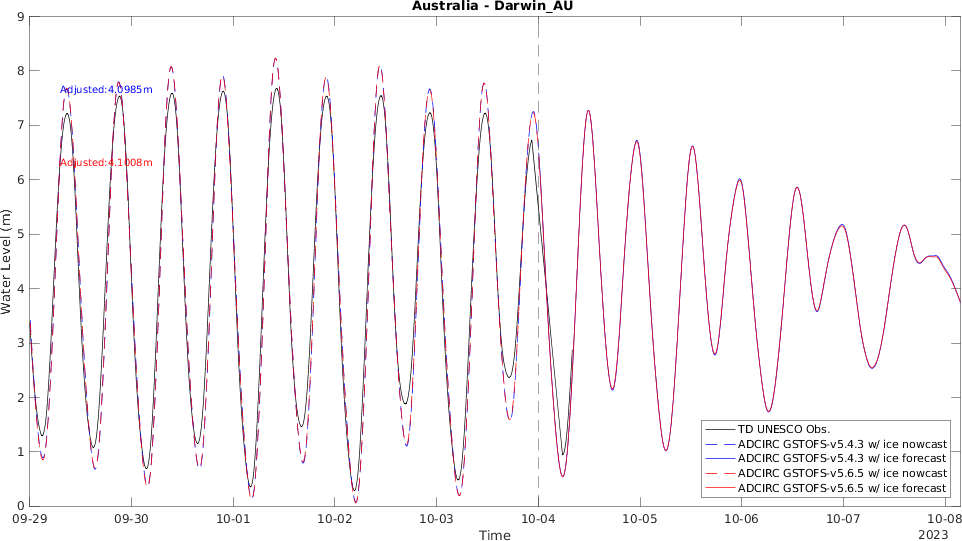 Australia - Darwin_AU
9
8
7
6
5
4
3
2
1
0
Water Level (m)
Adjusted:4.0985m
Adjusted:4.1008m
TD UNESCO Obs.
ADCIRC GSTOFS-v5.4.3 w/ ice nowcast
ADCIRC GSTOFS-v5.4.3 w/ ice forecast
ADCIRC GSTOFS-v5.6.5 w/ ice nowcast
ADCIRC GSTOFS-v5.6.5 w/ ice forecast
09-29 09-30 10-01 10-02 10-03 10-04 10-05 10-06 10-07 10-08
Time
2023